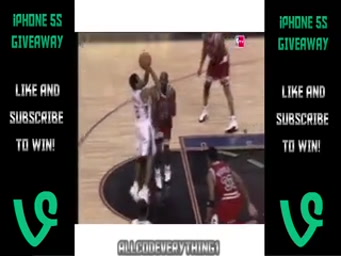 IPHONE 5S
GIVEAWAY
LIKE AND
SUBSCRIBE
TO WIN!
IPHONE 5S
GIVEAWAY
LIKE AND
SUBSCRIBE
TO WIN!
ALLCODEVERYTHING1